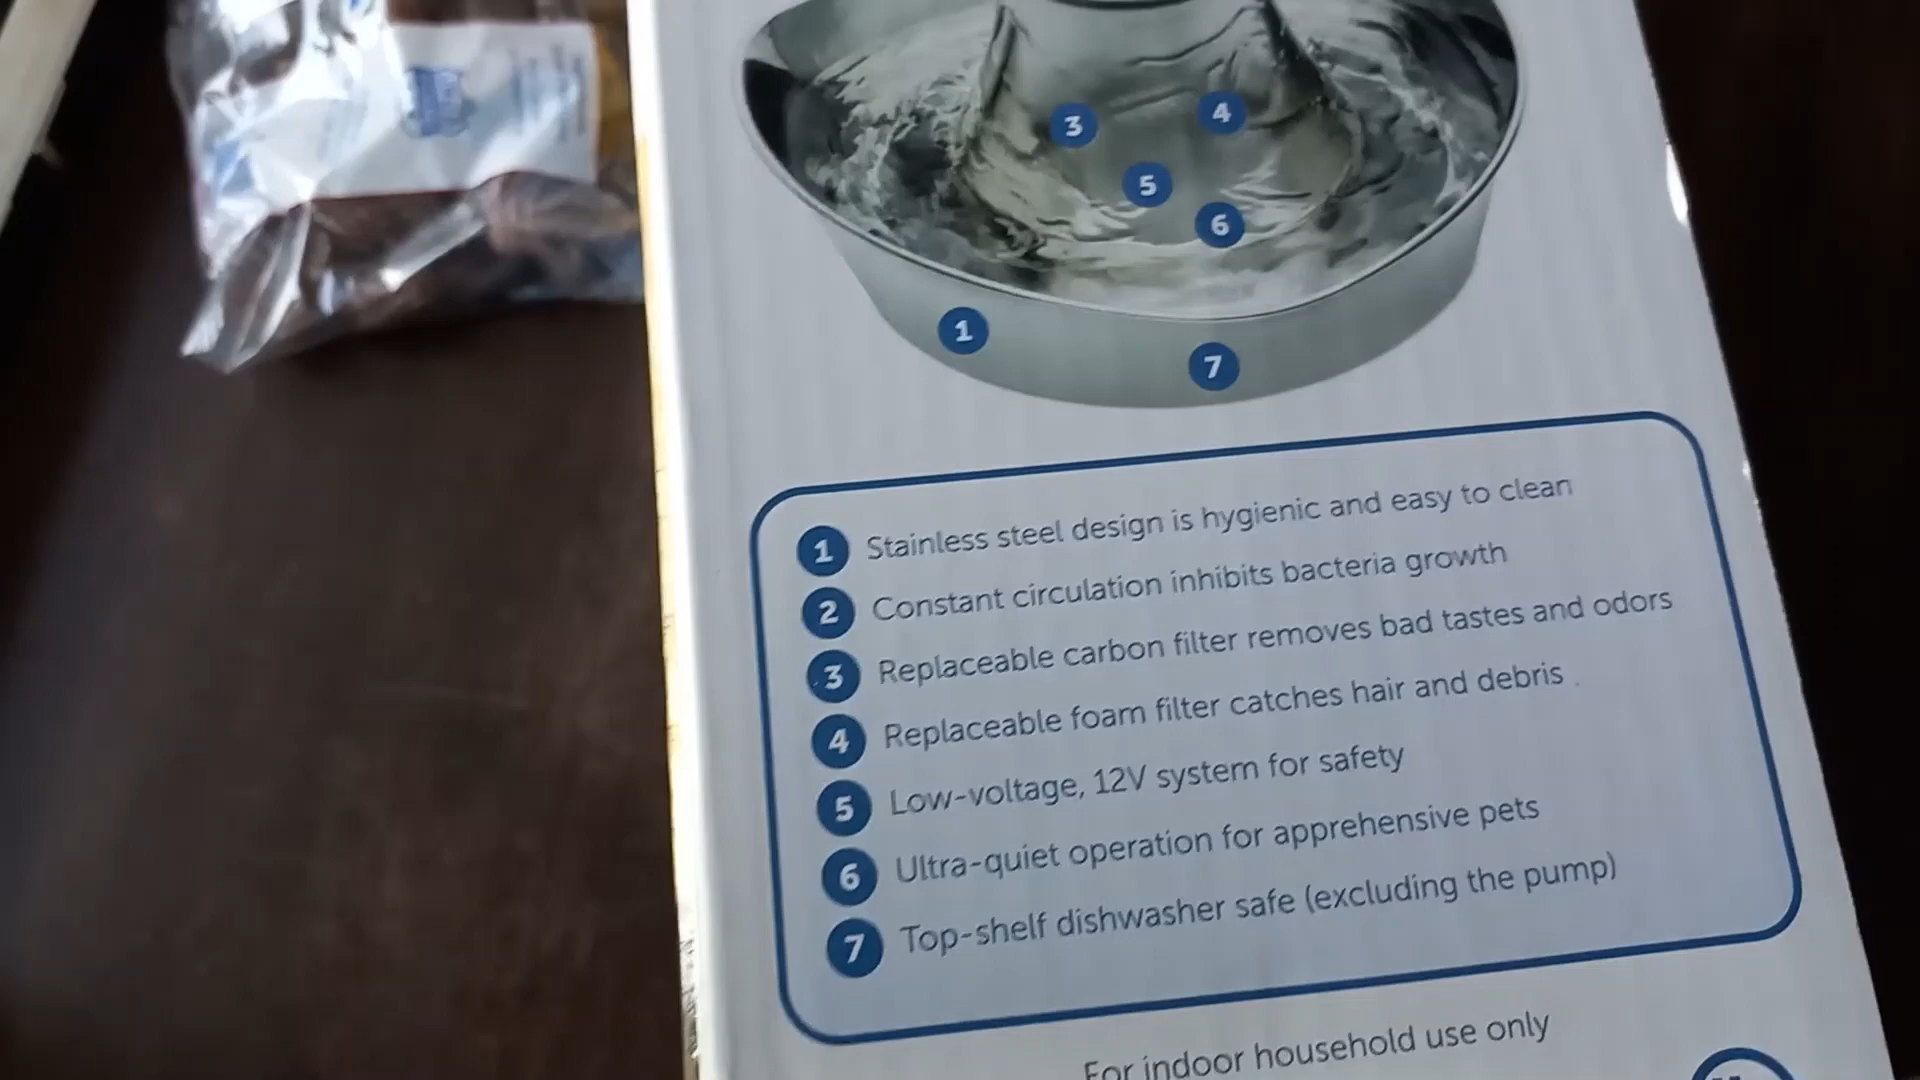 3
4
5
6
1
7
1 Stainless steel design is hygienic and easy to clean
2 Constant circulation inhibits bacteria growth
3 Replaceable carbon filter removes bad tastes and odors
4 Replaceable foam filter catches hair and debris
5 Low-voltage, 12V system for safety
6 Ultra-quiet operation for apprehensive pets
7 Top-shelf dishwasher safe (excluding the pump)
For indoor household use only